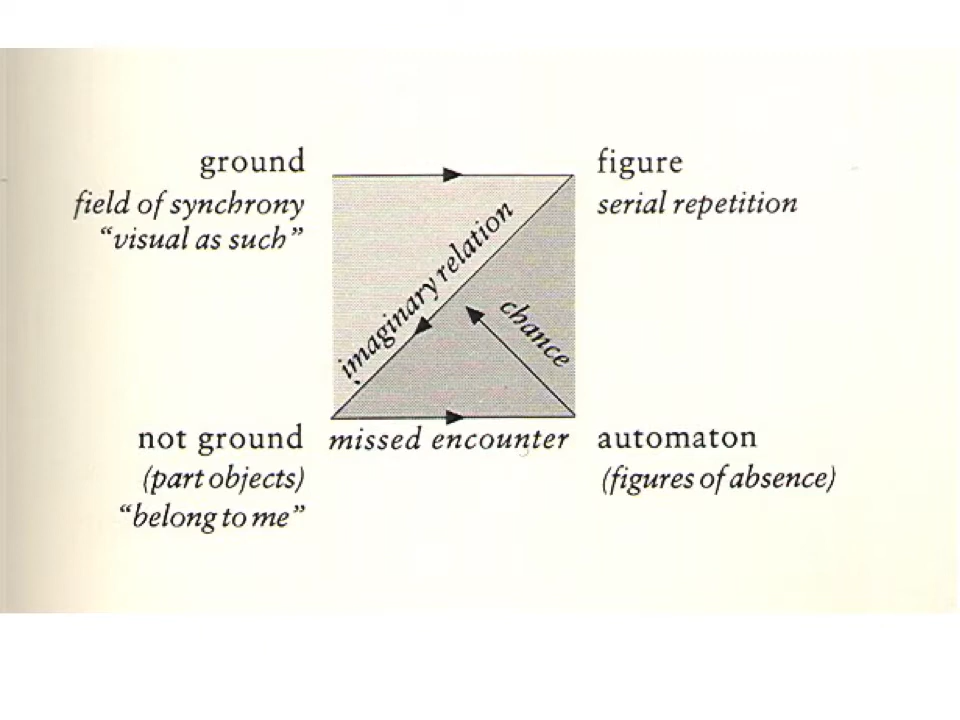 ground
field of synchrony
“visual as such”
figure
serial repetition
imaginary relation
chance
not ground
(part objects)
“belong to me”
missed encounter
automaton
(figures of absence)